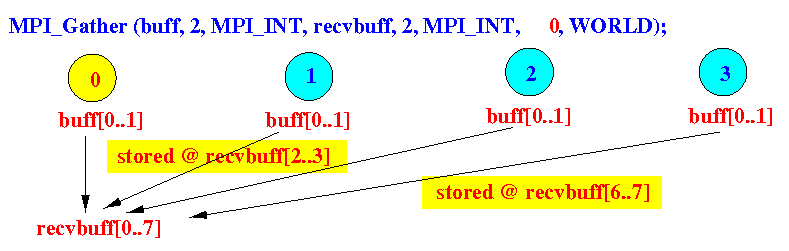 MPI_Gather (buff, 2, MPI_INT, recvbuff, 2, MPI_INT, 0, WORLD);
0 1 2 3
buff[0..1] buff[0..1] buff[0..1] buff[0..1]
stored @ recvbuff[2..3]
stored @ recvbuff[6..7]
recvbuff[0..7]